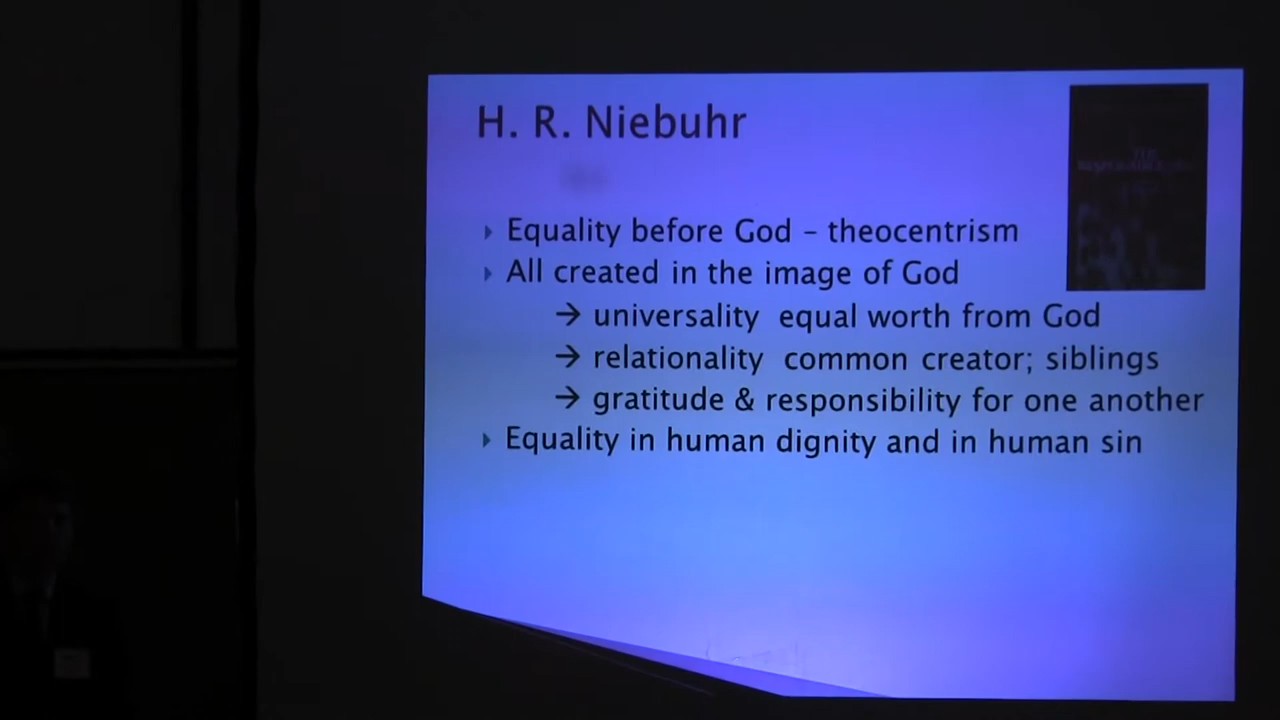 H. R. Niebuhr
Equality before God – theocentrism
All created in the image of God
→ universality equal worth from God
→ relationality common creator; siblings
→ gratitude & responsibility for one another
Equality in human dignity and in human sin